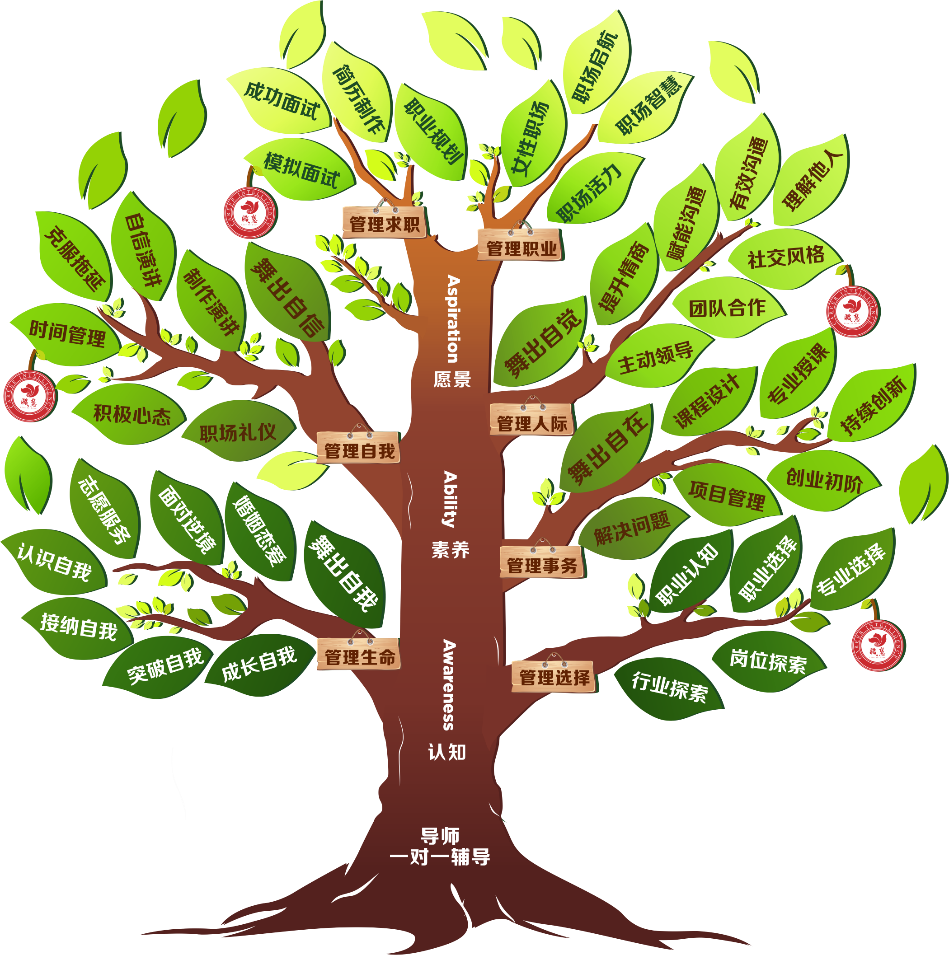 成功面试
简历制作
职业规划
模拟面试
管理求职
女性职场
职场启航
职场智慧
职场活力
管理职业
克服拖延
自信演讲
制作演讲
舞出自信
时间管理
积极心态
职场礼仪
管理自我
舞出自觉
提升情商
赋能沟通
有效沟通
理解他人
社交风格
团队合作
主动领导
管理人际
舞出自在
课程设计
专业授课
持续创新
创业初阶
项目管理
解决问题
管理事务
志愿服务
面对逆境
婚姻恋爱
舞出自我
认识自我
接纳自我
突破自我
成长自我
管理生命
职业认知
职业选择
专业选择
岗位探索
行业探索
管理选择
Aspiration
愿景
Ability
素养
Awareness
认知
导师
一对一辅导